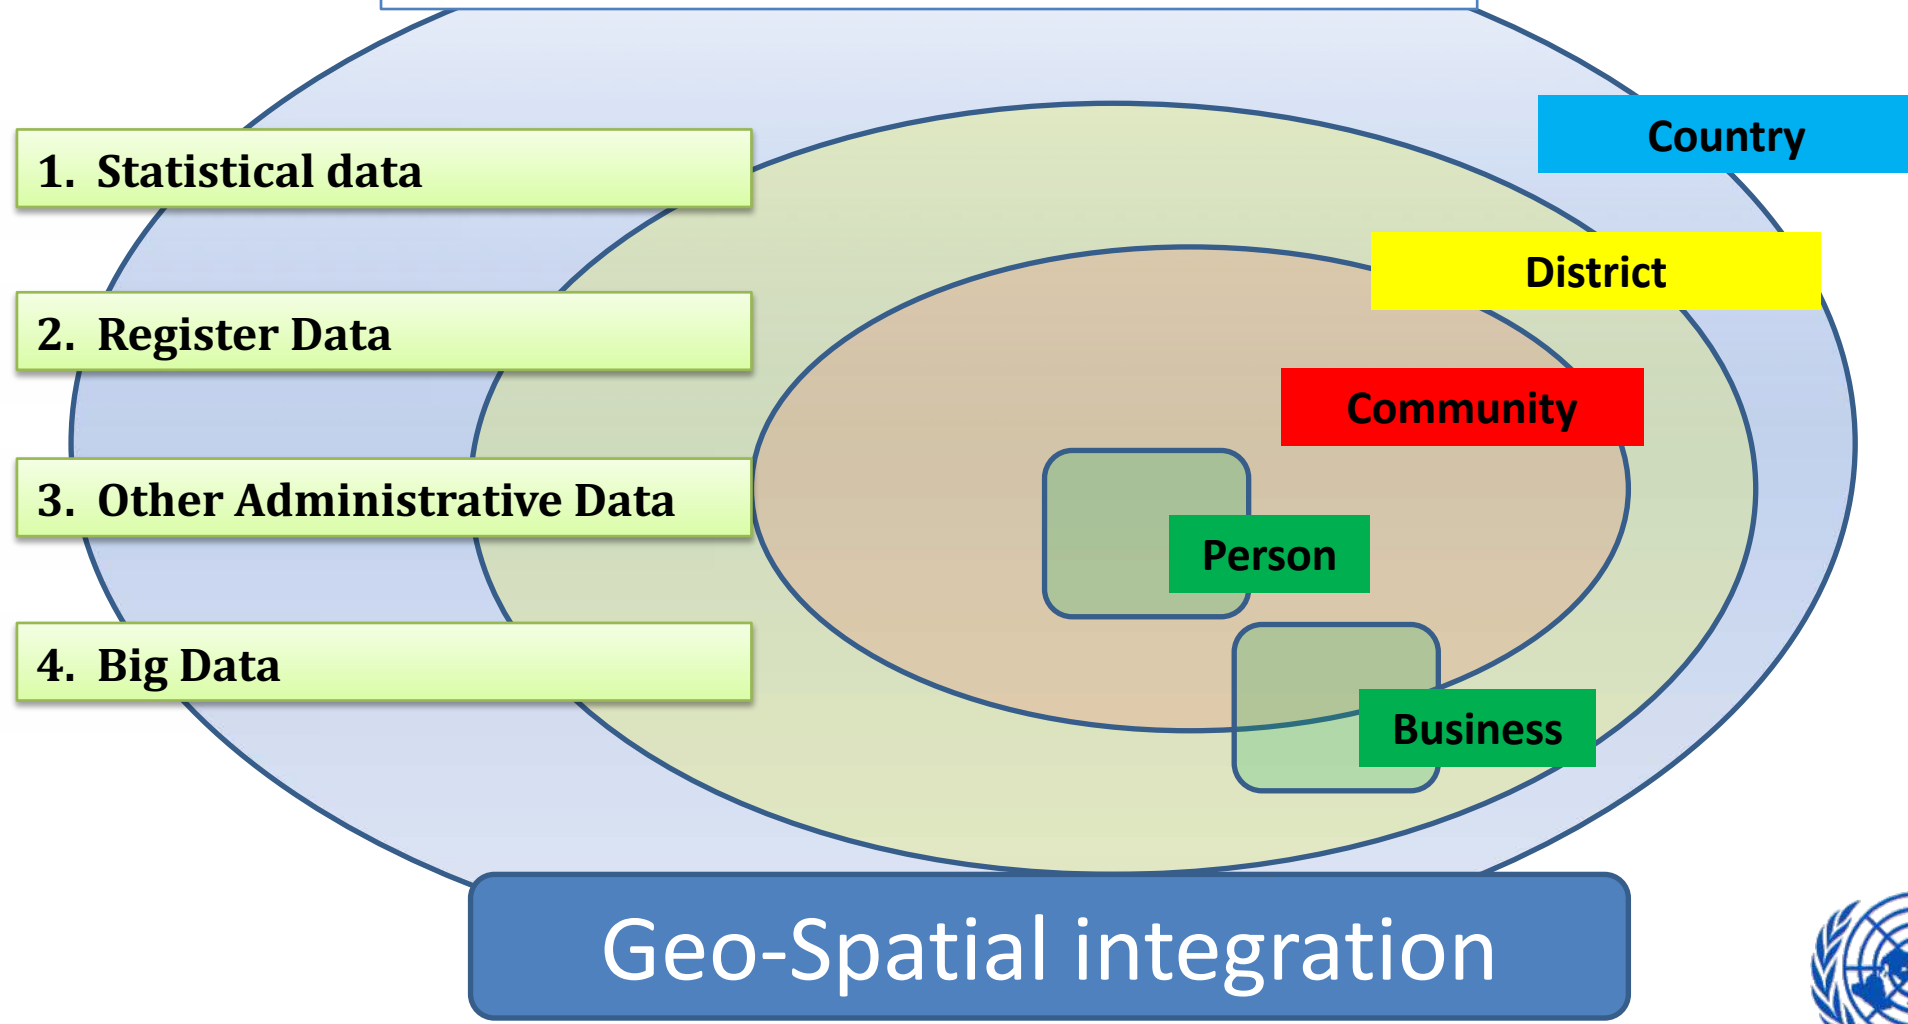 1. Statistical data
2. Register Data
3. Other Administrative Data
4. Big Data
Country
District
Community
Person
Business
Geo-Spatial integration